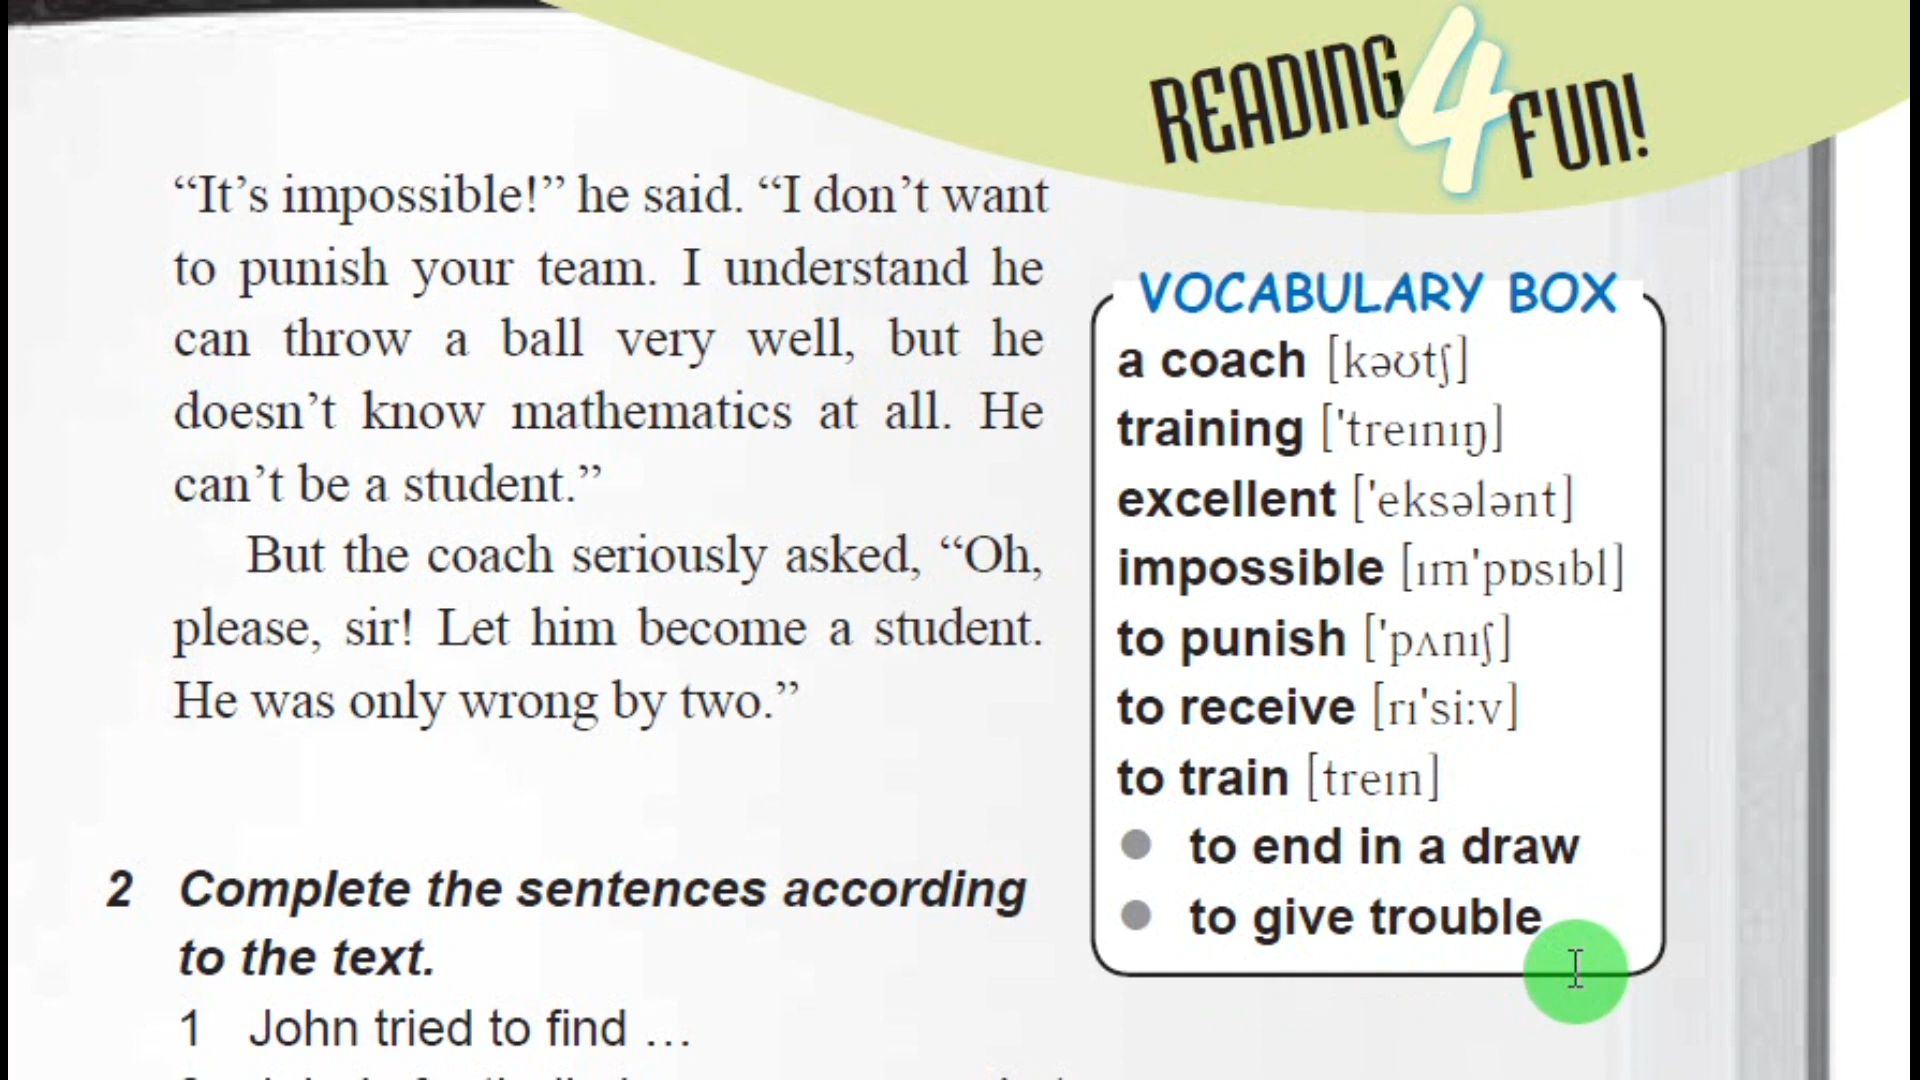 READING 4 FUN!
“It’s impossible!” he said. “I don’t want
to punish your team. I understand he
can throw a ball very well, but he
doesn’t know mathematics at all. He
can’t be a student.”
But the coach seriously asked, “Oh,
please, sir! Let him become a student.
He was only wrong by two.”
2 Complete the sentences according
to the text.
1 John tried to find …
VOCABULARY BOX
a coach [kəʊtʃ]
training ['treɪnɪŋ]
excellent ['eksələnt]
impossible [ɪm'pɒsɪbl]
to punish ['pʌnɪʃ]
to receive [rɪ'si:v]
to train [treɪn]
● to end in a draw
● to give trouble